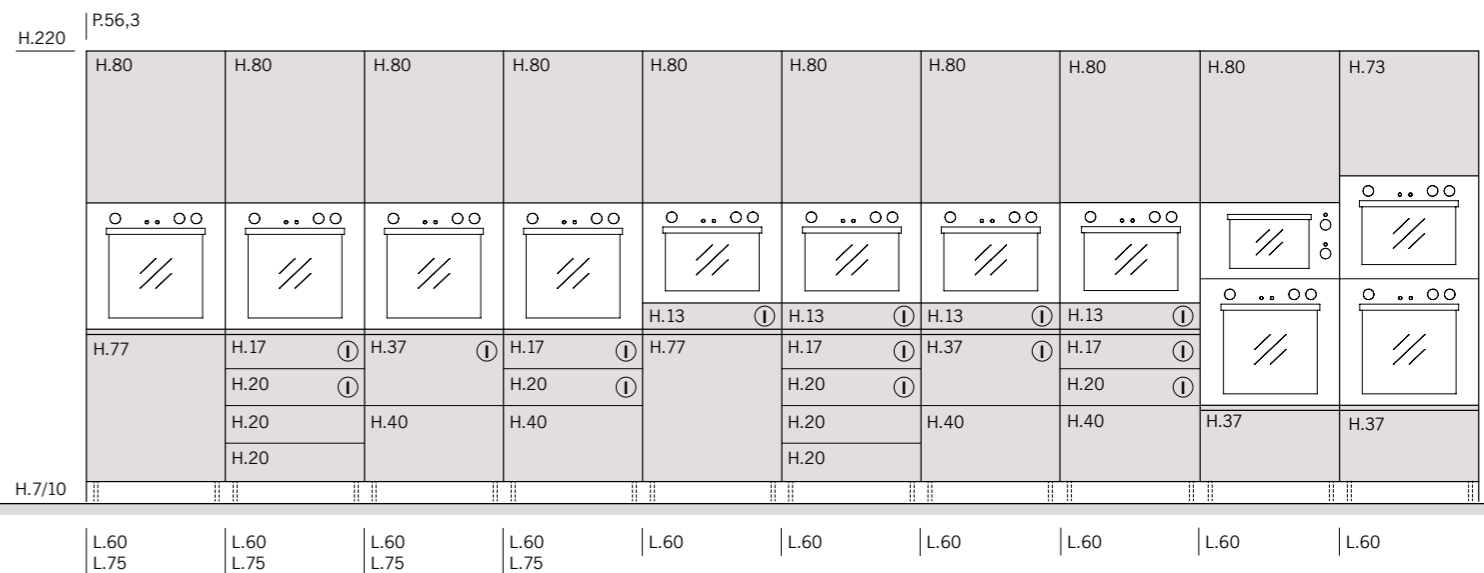 P.56,3
H.220
H.80 H.80 H.80 H.80 H.80 H.80 H.80 H.80 H.80 H.73
H.13 H.13 H.13 H.13
H.77 H.17 H.37 H.17 H.77 H.17 H.37 H.17
H.20 H.20 H.20 H.20
H.20 H.40 H.40 H.20 H.40 H.40 H.37 H.37
H.20 H.20
H.7/10
L.60 L.60 L.60 L.60 L.60 L.60 L.60 L.60 L.60 L.60
L.75 L.75 L.75 L.75